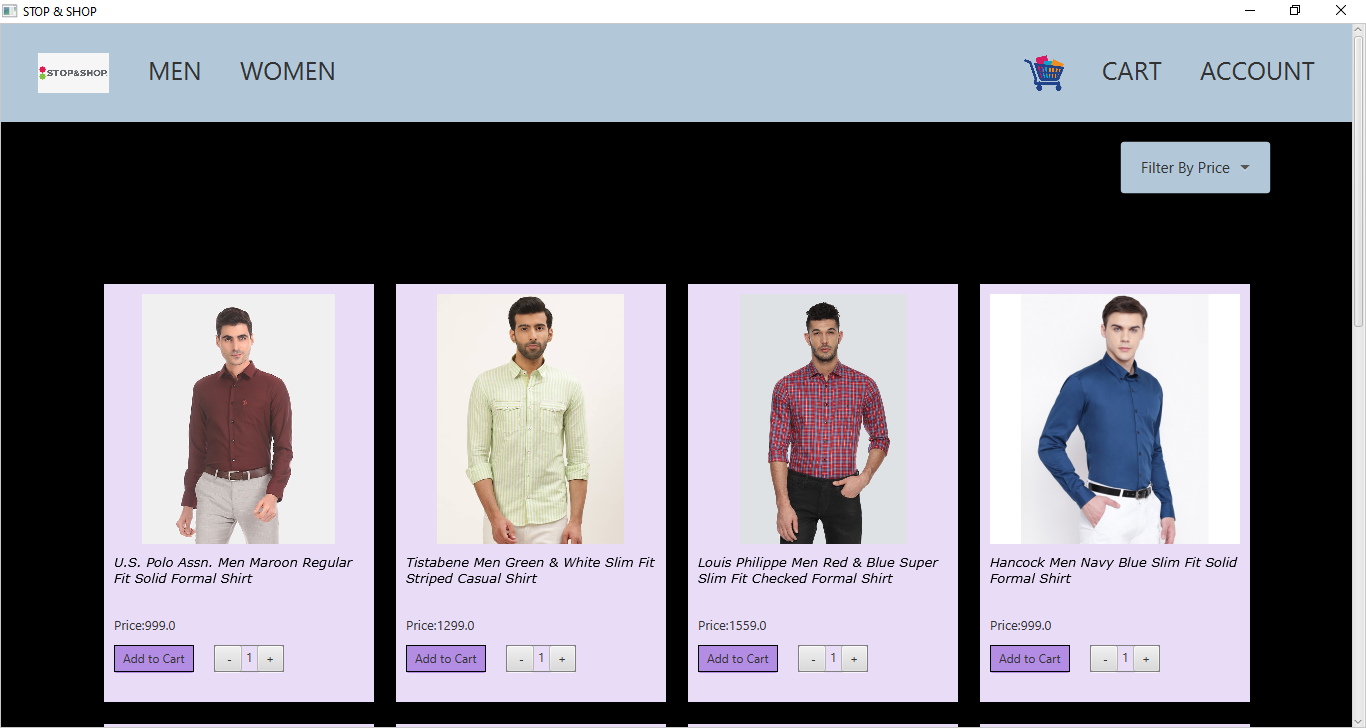 STOP & SHOP
STOP&SHOP
MEN
WOMEN
CART
ACCOUNT
Filter By Price
U.S. Polo Assn. Men Maroon Regular
Fit Solid Formal Shirt
Price:999.0
Add to Cart
- 1 +
Tistabene Men Green & White Slim Fit
Striped Casual Shirt
Price:1299.0
Add to Cart
- 1 +
Louis Philippe Men Red & Blue Super
Slim Fit Checked Formal Shirt
Price:1559.0
Add to Cart
- 1 +
Hancock Men Navy Blue Slim Fit Solid
Formal Shirt
Price:999.0
Add to Cart
- 1 +